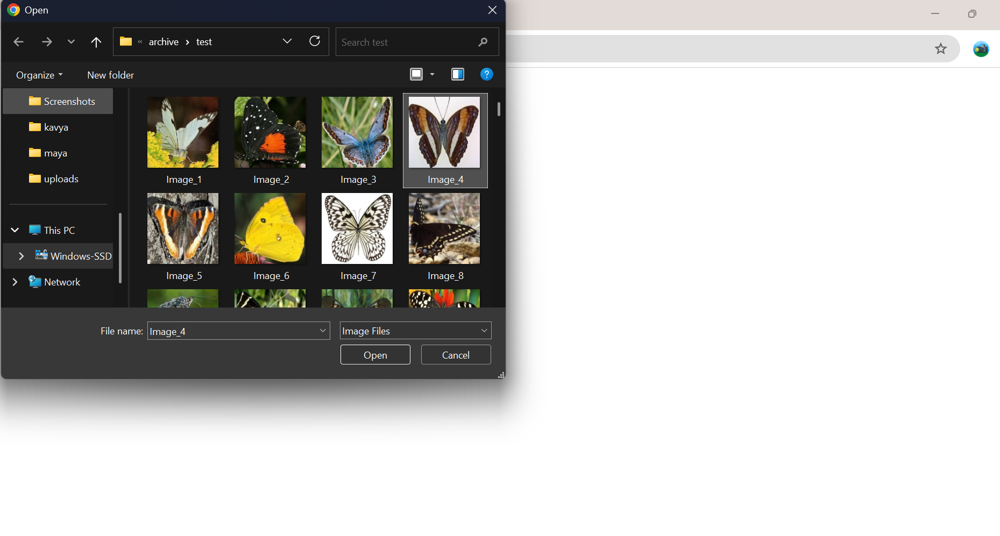 Open
« archive › test
Search test
Organize
New folder
?
Screenshots
kavya
maya
uploads
This PC
Windows-SSD
Network
Image_1
Image_2
Image_3
Image_4
Image_5
Image_6
Image_7
Image_8
File name: Image_4
Image Files
Open
Cancel